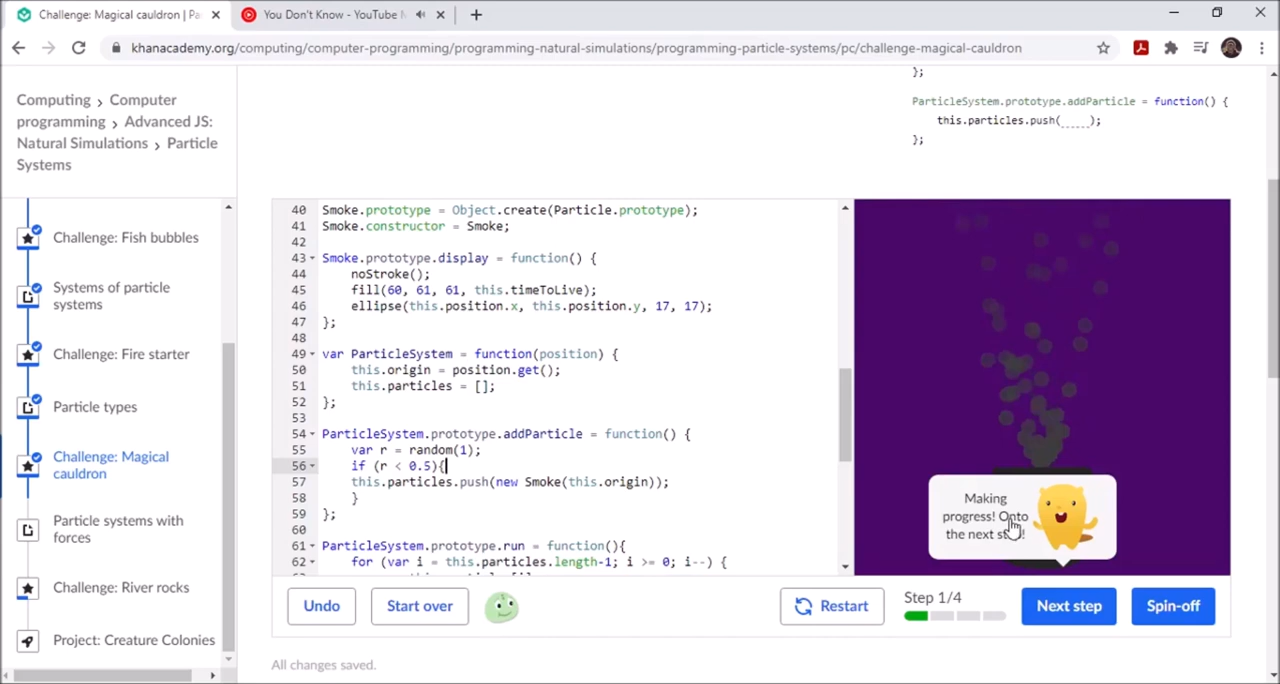 Challenge: Magical cauldron | Pa
You Don't Know - YouTube M
khanacademy.org/computing/computer-programming/programming-natural-simulations/programming-particle-systems/pc/challenge-magical-cauldron
Computing > Computer
programming > Advanced JS:
Natural Simulations > Particle
Systems
Challenge: Fish bubbles
Systems of particle
systems
Challenge: Fire starter
Particle types
Challenge: Magical
cauldron
Particle systems with
forces
Challenge: River rocks
Project: Creature Colonies
};
ParticleSystem.prototype.addParticle = function() {
this.particles.push(_____);
};
40 Smoke.prototype = Object.create(Particle.prototype);
41 Smoke.constructor = Smoke;
42
43 Smoke.prototype.display = function() {
44 noStroke();
45 fill(60, 61, 61, this.timeToLive);
46 ellipse(this.position.x, this.position.y, 17, 17);
47 };
48
49 var ParticleSystem = function(position) {
50 this.origin = position.get();
51 this.particles = [];
52 };
53
54 ParticleSystem.prototype.addParticle = function() {
55 var r = random(1);
56 if (r < 0.5){
57 this.particles.push(new Smoke(this.origin));
58 }
59 };
60
61 ParticleSystem.prototype.run = function(){
62 for (var i = this.particles.length-1; i >= 0; i--) {
Making
progress! Onto
the next step!
Undo
Start over
Restart
Step 1/4
Next step
Spin-off
All changes saved.